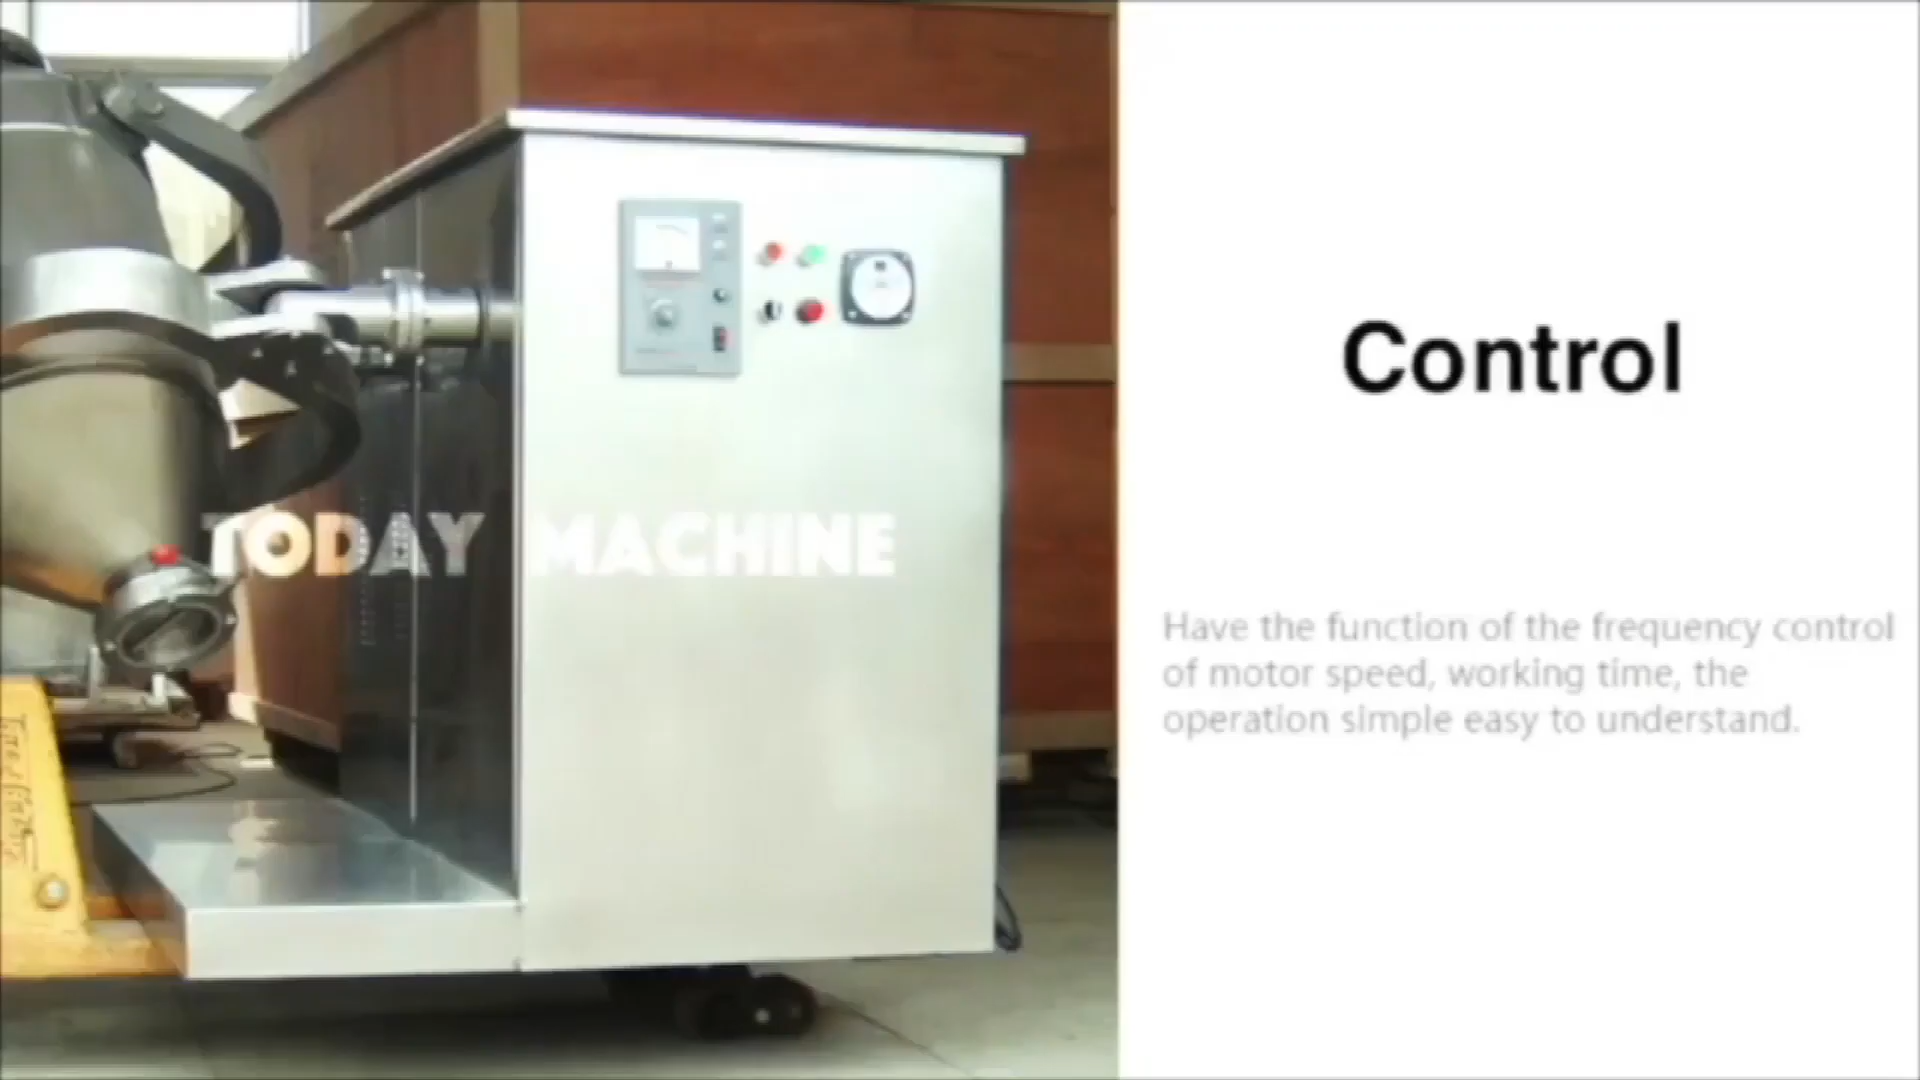 Control
TODAY MACHINE
Have the function of the frequency control
of motor speed, working time, the
operation simple easy to understand.